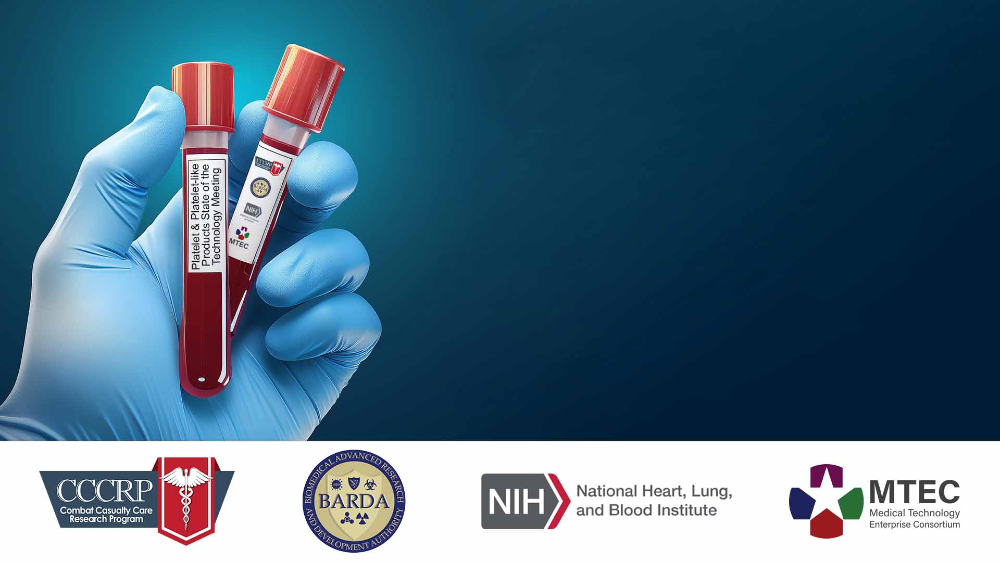 Platelet & Platelet-like
Products State of the
Technology Meeting
CCCRP
BARDA
NIH
MTEC
CCCRP
Combat Casualty Care
Research Program
BIOMEDICAL ADVANCED RESEARCH
AND DEVELOPMENT AUTHORITY
BARDA
NIH
National Heart, Lung,
and Blood Institute
MTEC
Medical Technology
Enterprise Consortium